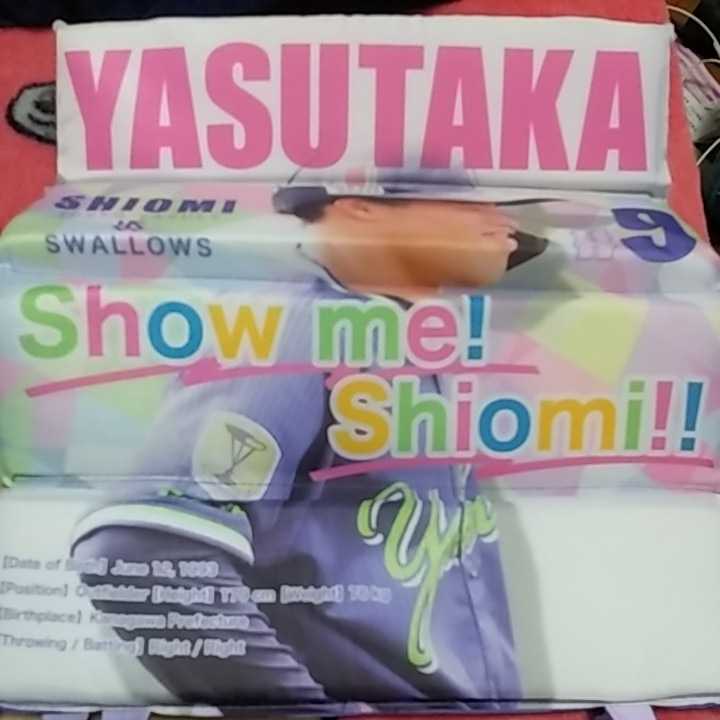 YASUTAKA
SHIOMI
SWALLOWS
#9
Show me!
Shiomi!!
[Date of Birth] June 12, 1993
[Position] Outfielder [Height] 179 cm [Weight] 78 kg
[Birthplace] Kanagawa Prefecture
[Throwing / Batting] Right / Right